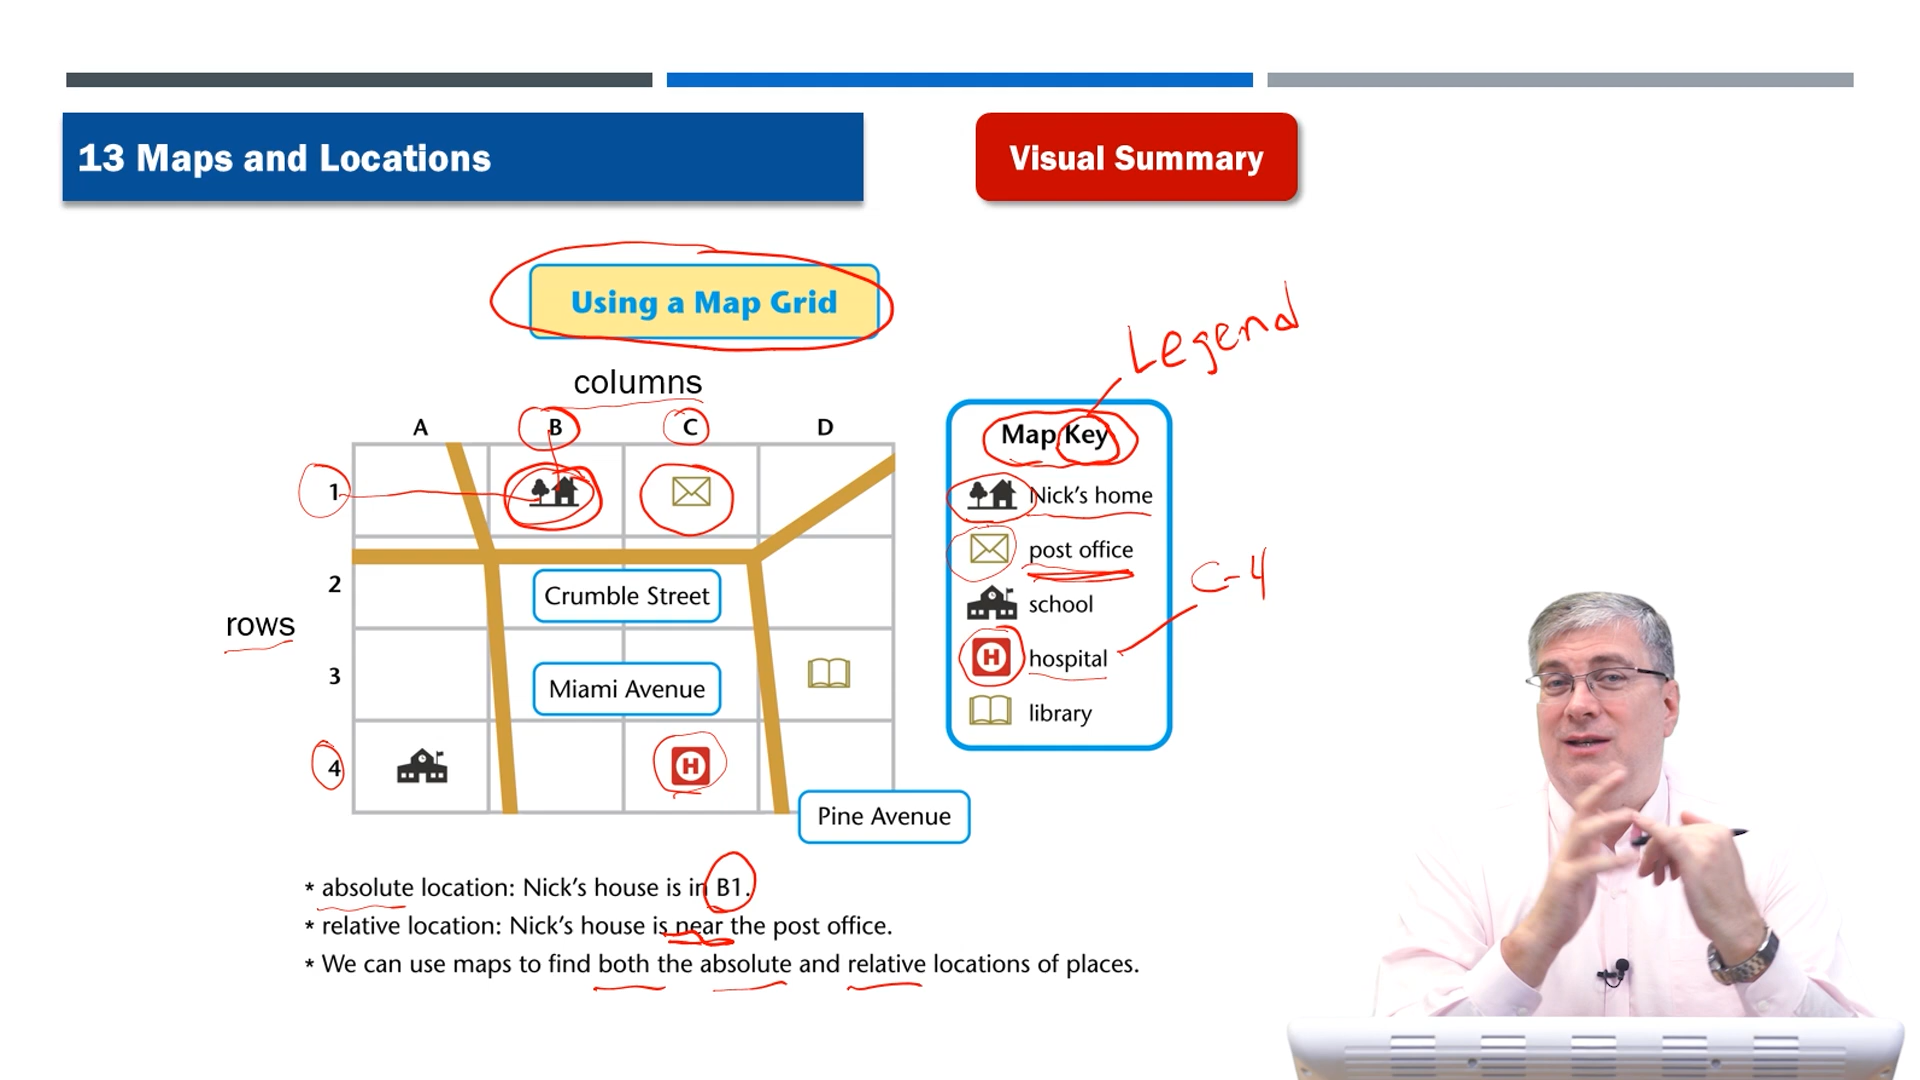 13 Maps and Locations
Visual Summary
Using a Map Grid
Legend
columns
A B C D
1
2
3
4
rows
Crumble Street
Miami Avenue
Pine Avenue
H
Map Key
Nick's home
post office
school
H hospital
library
C-4
* absolute location: Nick's house is in B1.
* relative location: Nick's house is near the post office.
* We can use maps to find both the absolute and relative locations of places.